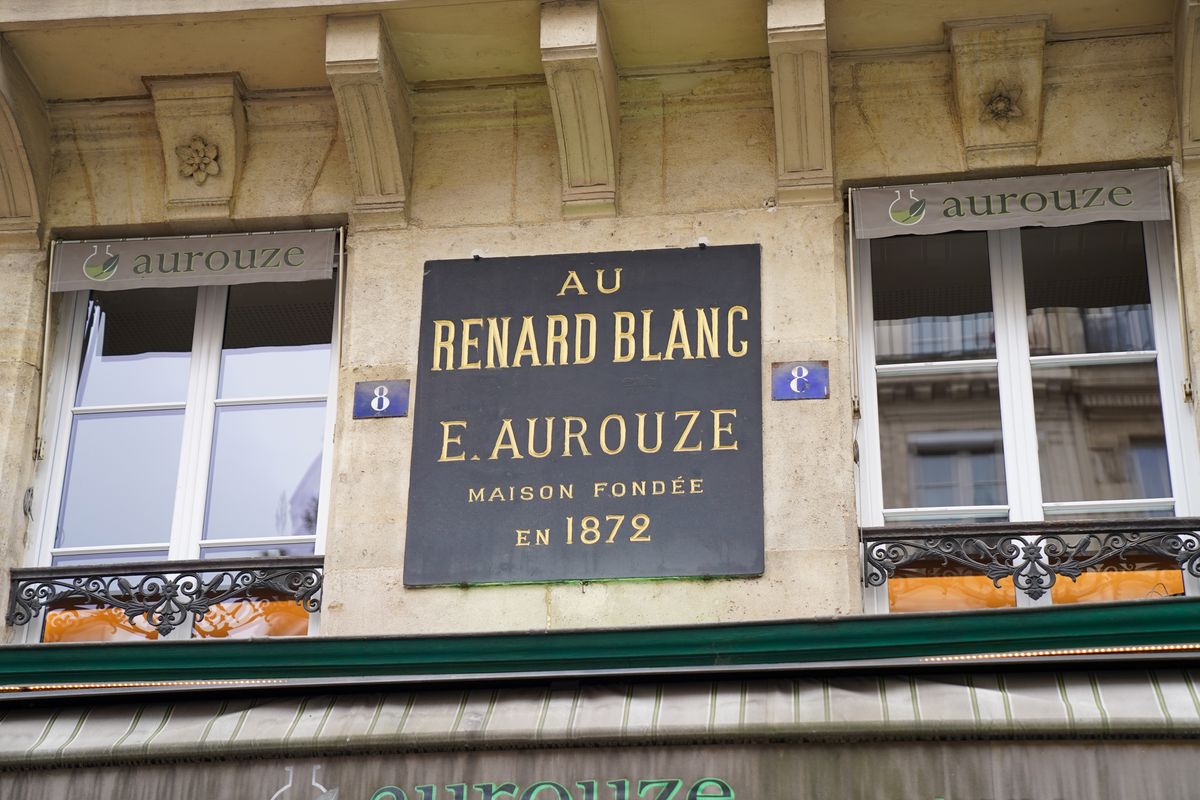 aurouze
aurouze
AU
RENARD BLANC
8
8
E. AUROUZE
MAISON FONDÉE
EN 1872
aurouze